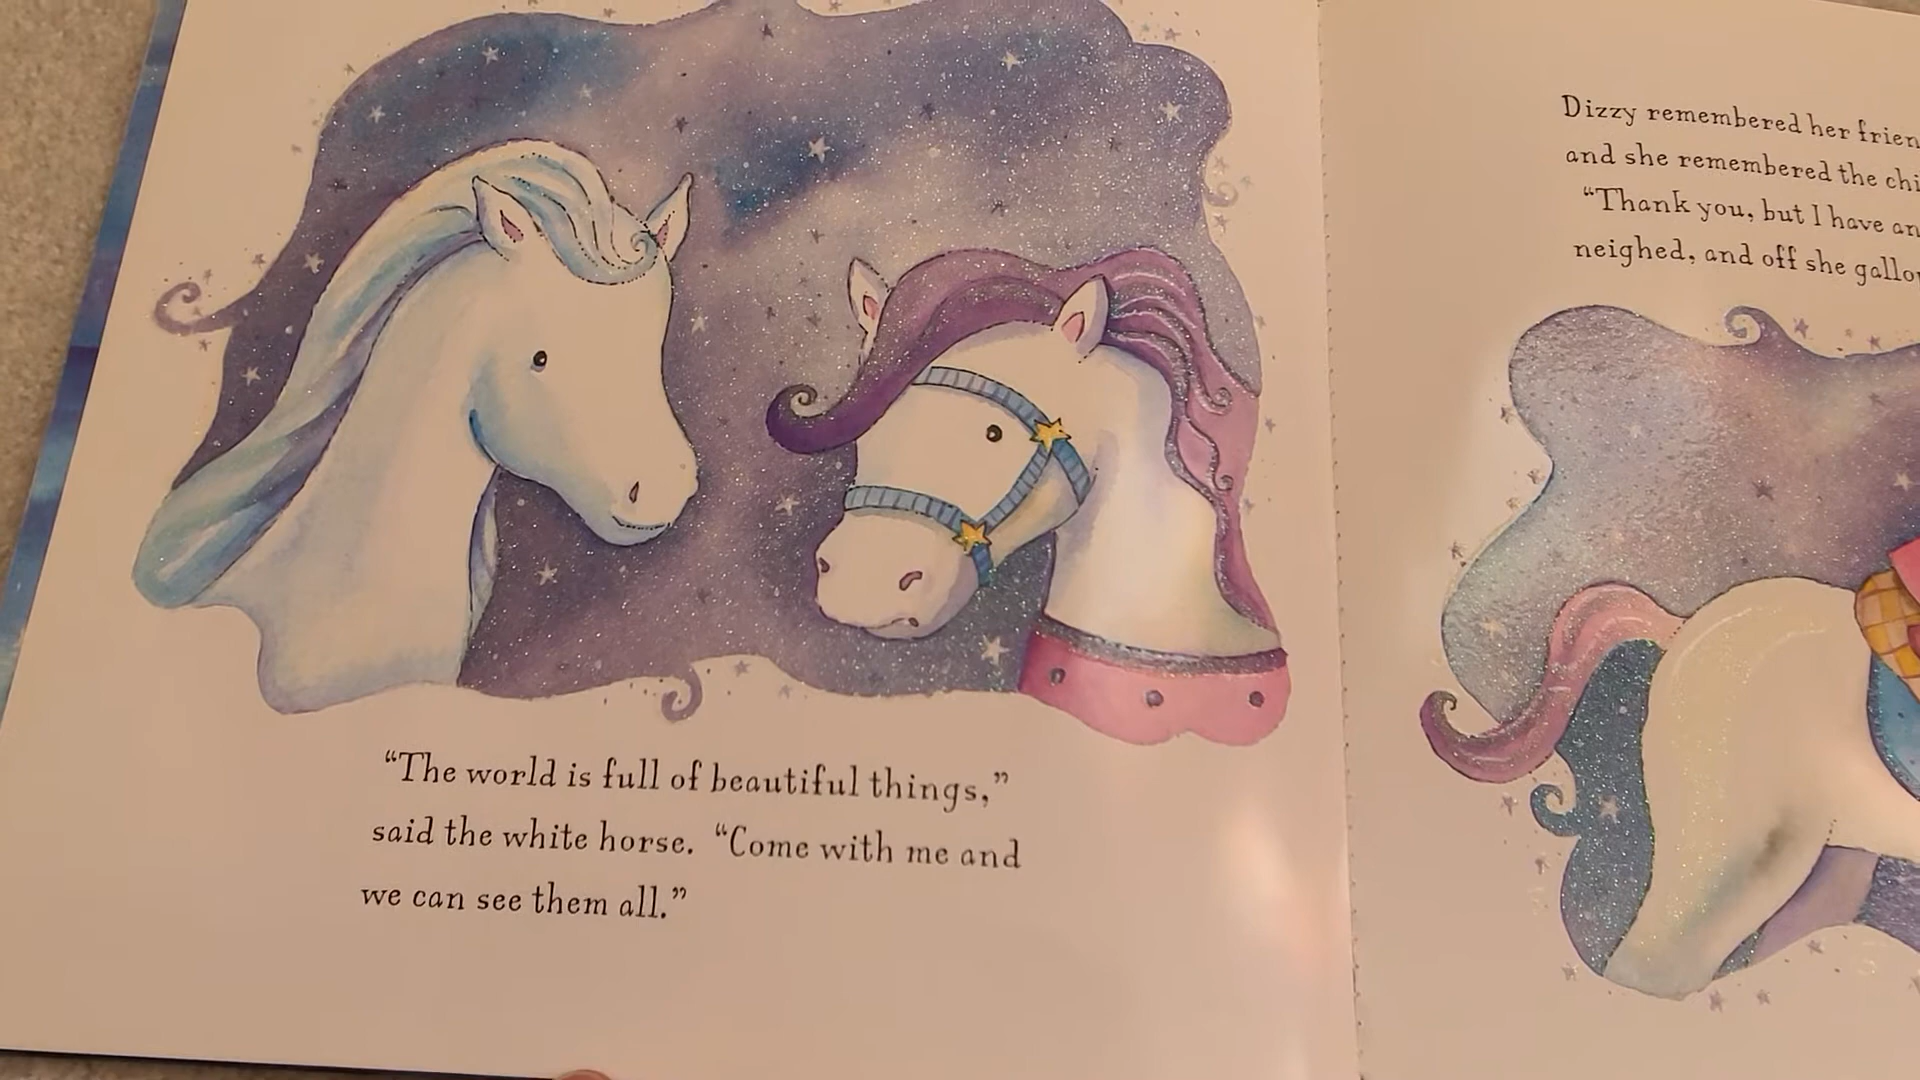 “The world is full of beautiful things,”
said the white horse. “Come with me and
we can see them all.”
Dizzy remembered her
and she remembered the
“Thank you, but I have
neighed, and off she